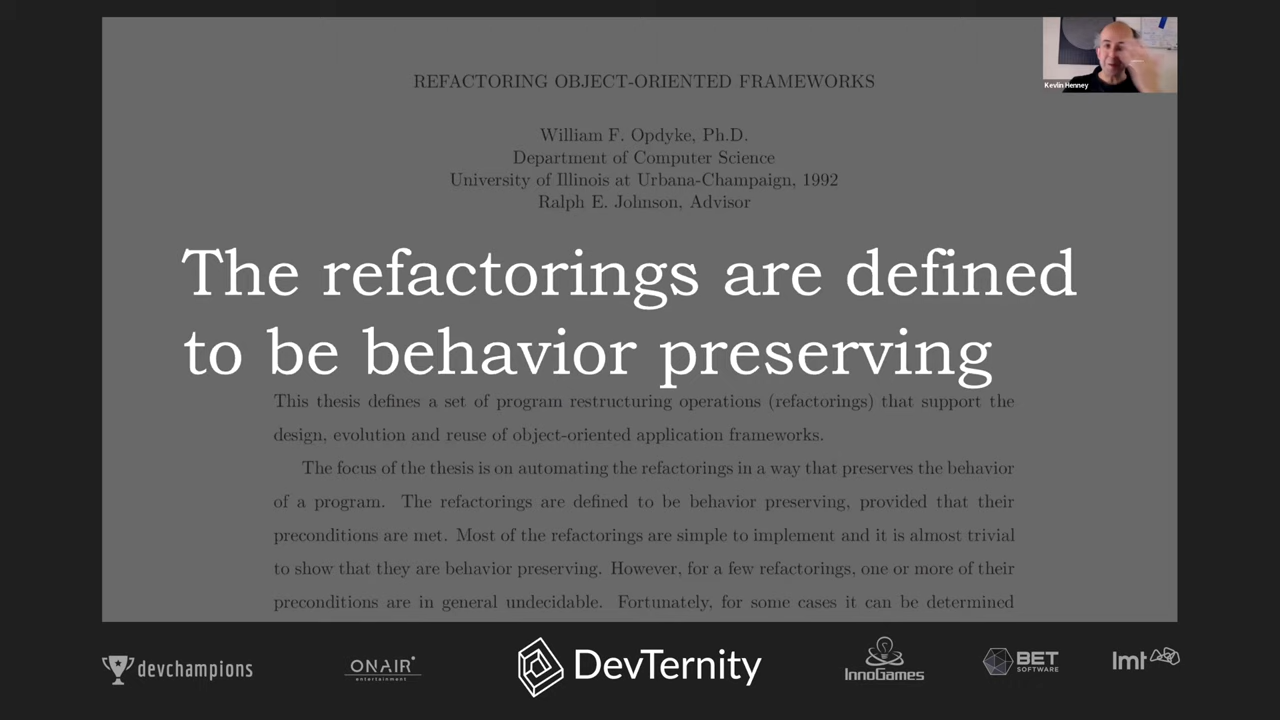 REFACTORING OBJECT-ORIENTED FRAMEWORKS
Kevlin Henney
William F. Opdyke, Ph.D.
Department of Computer Science
University of Illinois at Urbana-Champaign, 1992
Ralph E. Johnson, Advisor
The refactorings are defined
to be behavior preserving
This thesis defines a set of program restructuring operations (refactorings) that support the
design, evolution and reuse of object-oriented application frameworks.
The focus of the thesis is on automating the refactorings in a way that preserves the behavior
of a program. The refactorings are defined to be behavior preserving, provided that their
preconditions are met. Most of the refactorings are simple to implement and it is almost trivial
to show that they are behavior preserving. However, for a few refactorings, one or more of their
preconditions are in general undecidable. Fortunately, for some cases it can be determined
devchampions
ONAIR
entertainment
DevTernity
INNOGAMES
BET
SOFTWARE
lmt